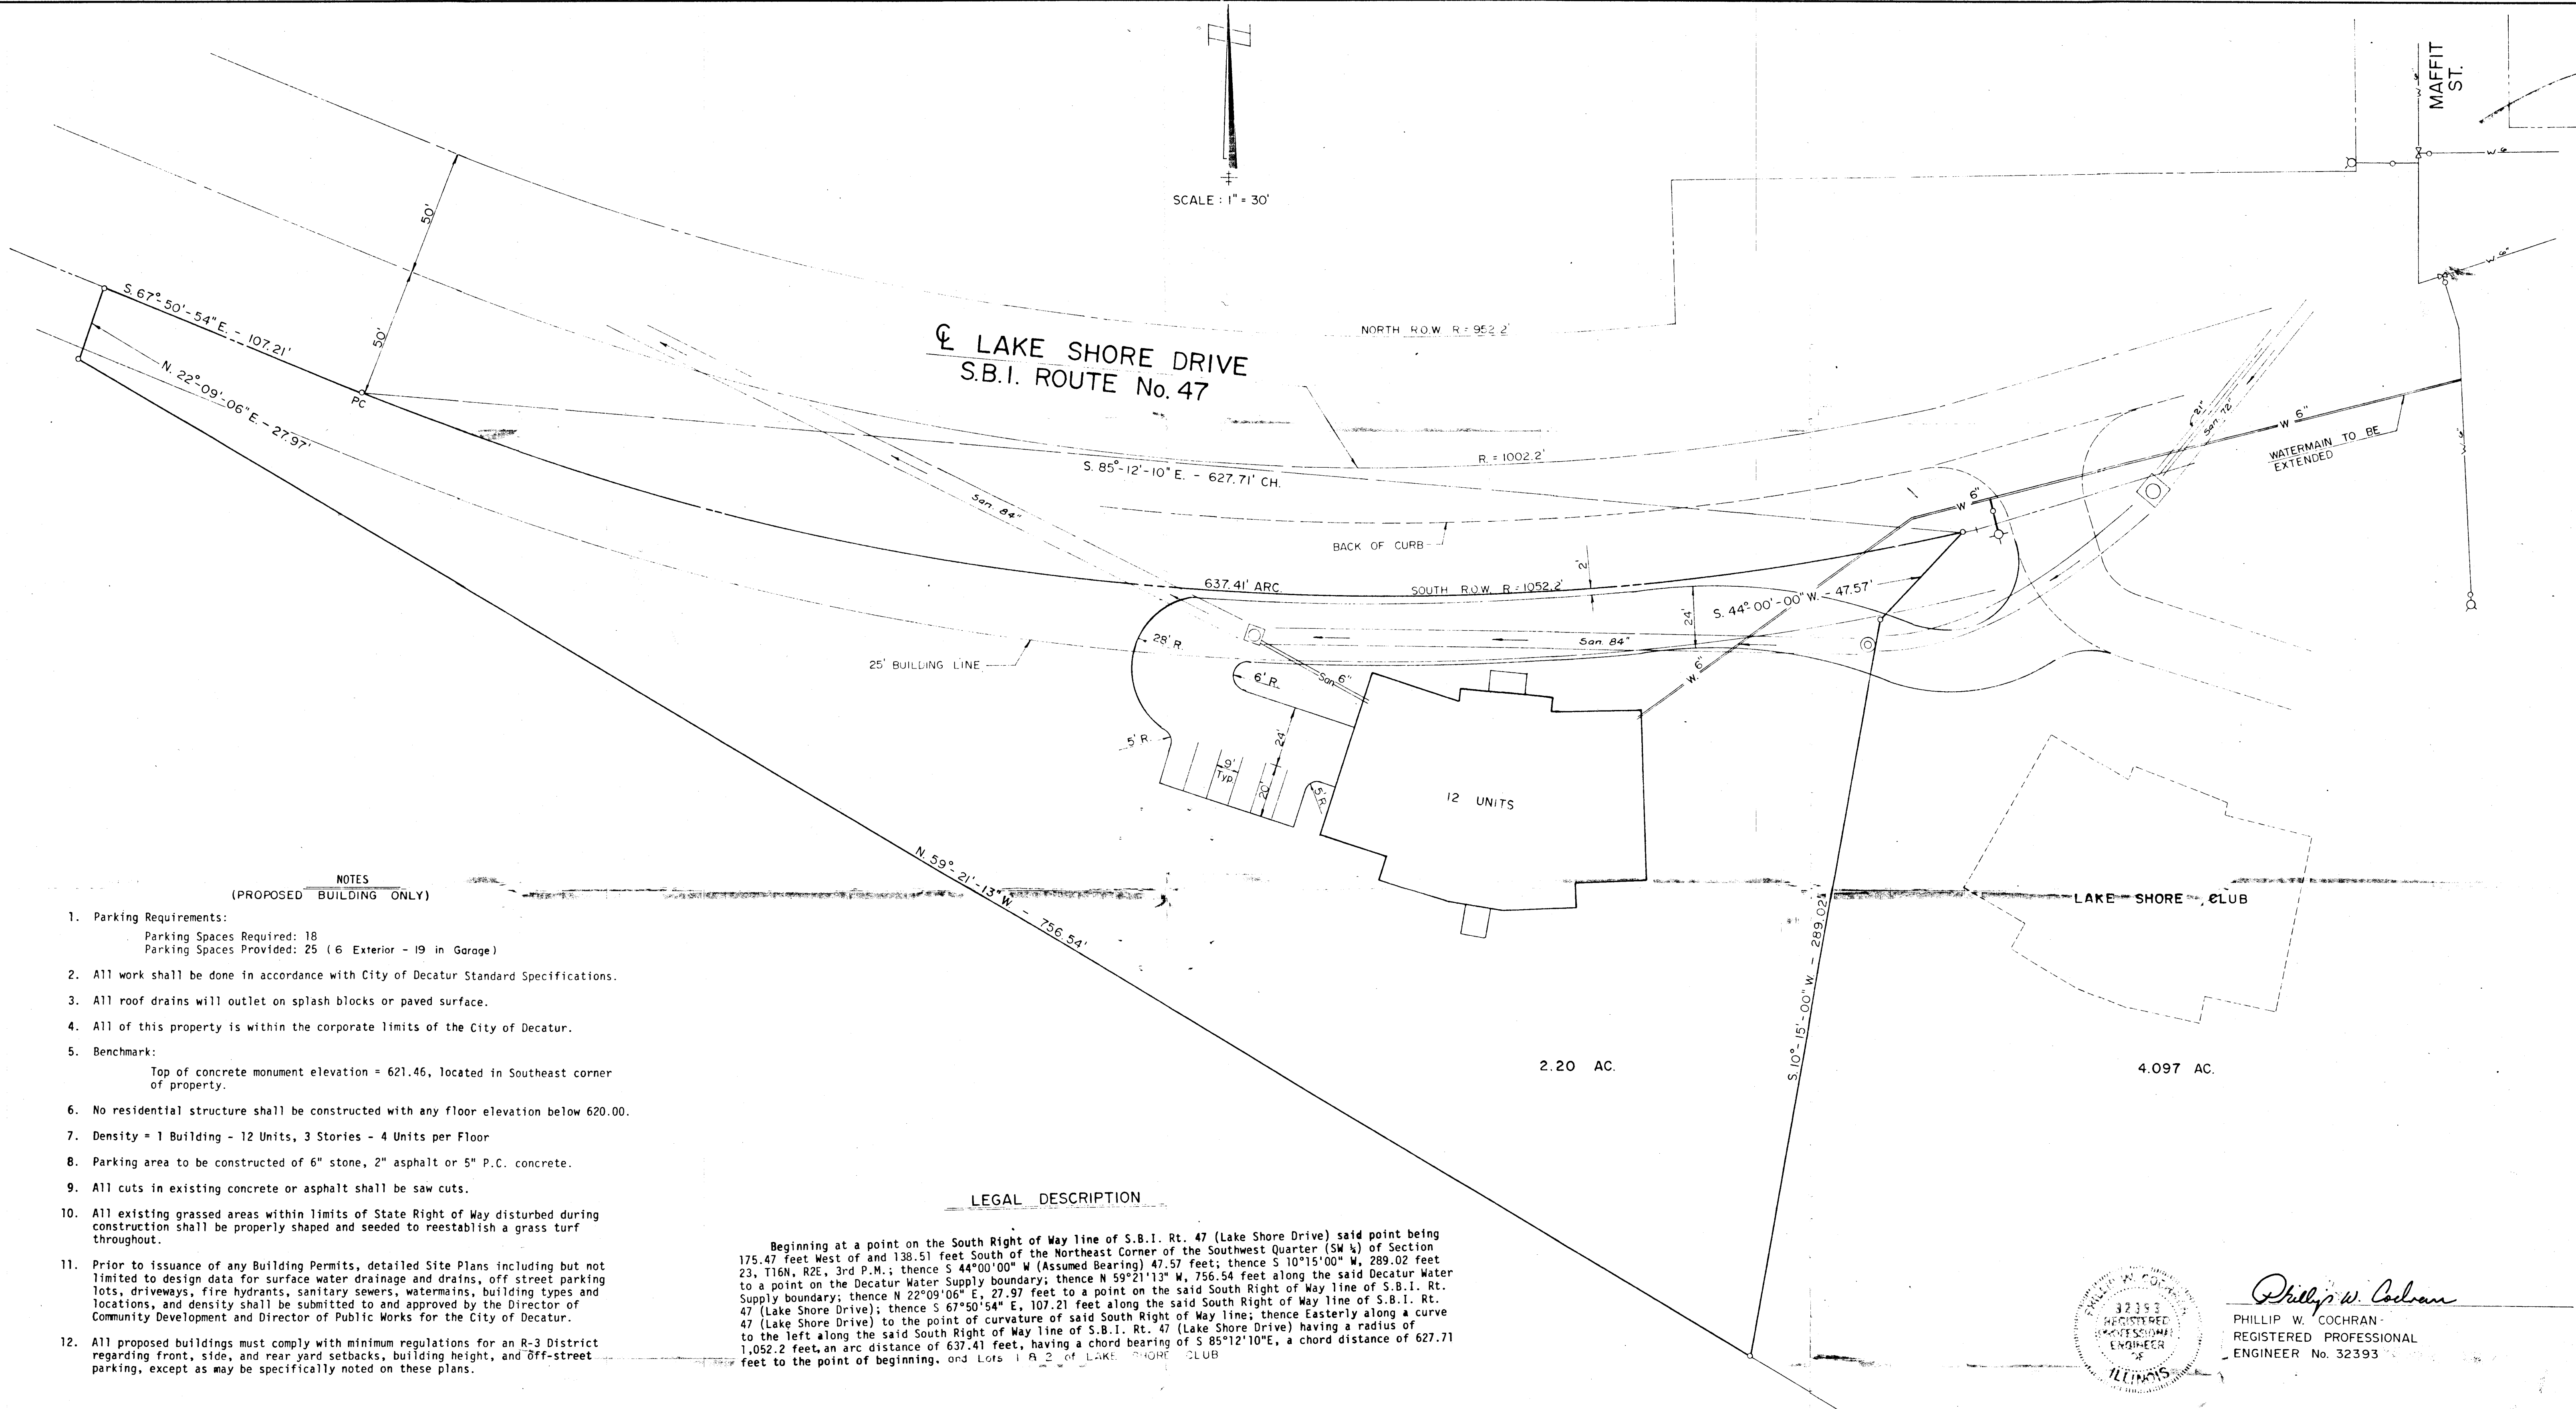 MAFFIT
ST.
W 6"
W 6"
SCALE : 1" = 30'
50'
50'
S. 67°-50'-54" E. - 107.21'
N. 22°-09'-06" E. - 27.97'
PC
℄ LAKE SHORE DRIVE
S.B.I. ROUTE No. 47
NORTH R.O.W. R = 952.2'
R. = 1002.2'
S. 85°-12'-10" E. - 627.71' CH.
San. 84"
BACK OF CURB
637.41' ARC.
SOUTH R.O.W. R = 1052.2'
2'
24'
S. 44°-00'-00" W. - 47.57'
W 6"
W 6"
21"
San. 72"
WATERMAIN TO BE
EXTENDED
San. 84"
25' BUILDING LINE
28' R.
6' R.
San 6"
W. 6"
5' R.
9'
Typ.
24'
20'
5' R.
12 UNITS
LAKE SHORE CLUB
N. 59°-21'-13" W - 756.54'
S. 10°-15'-00" W. - 289.02'
2.20 AC.
4.097 AC.
NOTES
(PROPOSED BUILDING ONLY)
1. Parking Requirements:
Parking Spaces Required: 18
Parking Spaces Provided: 25 (6 Exterior - 19 in Garage)
2. All work shall be done in accordance with City of Decatur Standard Specifications.
3. All roof drains will outlet on splash blocks or paved surface.
4. All of this property is within the corporate limits of the City of Decatur.
5. Benchmark:
Top of concrete monument elevation = 621.46, located in Southeast corner
of property.
6. No residential structure shall be constructed with any floor elevation below 620.00.
7. Density = 1 Building - 12 Units, 3 Stories - 4 Units per Floor
8. Parking area to be constructed of 6" stone, 2" asphalt or 5" P.C. concrete.
9. All cuts in existing concrete or asphalt shall be saw cuts.
10. All existing grassed areas within limits of State Right of Way disturbed during
construction shall be properly shaped and seeded to reestablish a grass turf
throughout.
11. Prior to issuance of any Building Permits, detailed Site Plans including but not
limited to design data for surface water drainage and drains, off street parking
lots, driveways, fire hydrants, sanitary sewers, watermains, building types and
locations, and density shall be submitted to and approved by the Director of
Community Development and Director of Public Works for the City of Decatur.
12. All proposed buildings must comply with minimum regulations for an R-3 District
regarding front, side, and rear yard setbacks, building height, and off-street
parking, except as may be specifically noted on these plans.
LEGAL DESCRIPTION
Beginning at a point on the South Right of Way line of S.B.I. Rt. 47 (Lake Shore Drive) said point being
175.47 feet West of and 138.51 feet South of the Northeast Corner of the Southwest Quarter (SW ¼) of Section
23, T16N, R2E, 3rd P.M.; thence S 44°00'00" W (Assumed Bearing) 47.57 feet; thence S 10°15'00" W, 289.02 feet
to a point on the Decatur Water Supply boundary; thence N 59°21'13" W, 756.54 feet along the said Decatur Water
Supply boundary; thence N 22°09'06" E, 27.97 feet to a point on the said South Right of Way line of S.B.I. Rt.
47 (Lake Shore Drive); thence S 67°50'54" E, 107.21 feet along the said South Right of Way line of S.B.I. Rt.
47 (Lake Shore Drive) to the point of curvature of said South Right of Way line; thence Easterly along a curve
to the left along the said South Right of Way line of S.B.I. Rt. 47 (Lake Shore Drive) having a radius of
1,052.2 feet, an arc distance of 637.41 feet, having a chord bearing of S 85°12'10"E, a chord distance of 627.71
feet to the point of beginning. and Lots 1 & 2 of LAKE SHORE CLUB
PHILLIP W. COCHRAN
32393
REGISTERED
PROFESSIONAL
ENGINEER
OF
ILLINOIS
Phillip W. Cochran
PHILLIP W. COCHRAN
REGISTERED PROFESSIONAL
ENGINEER No. 32393